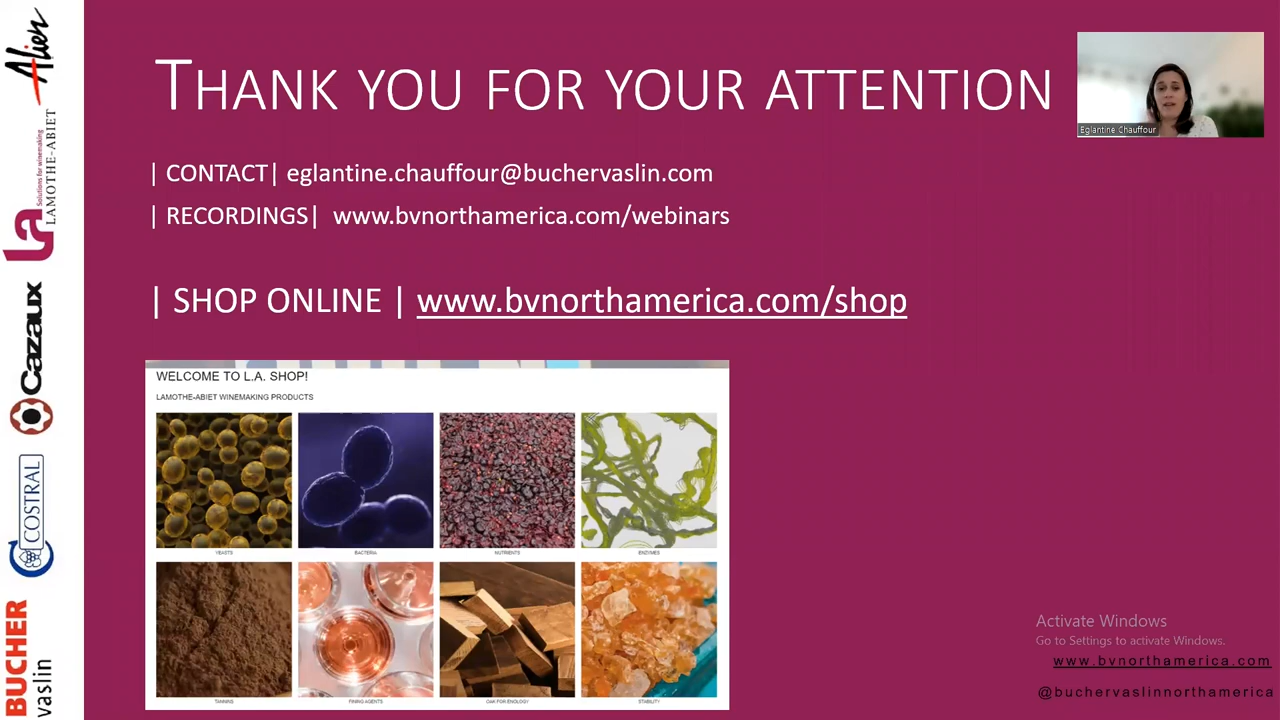 THANK YOU FOR YOUR ATTENTION
Eglantine Chauffour
| CONTACT| eglantine.chauffour@buchervaslin.com
| RECORDINGS| www.bvnorthamerica.com/webinars
| SHOP ONLINE | www.bvnorthamerica.com/shop
WELCOME TO L.A. SHOP!
LAMOTHE-ABIET WINEMAKING PRODUCTS
YEASTS
BACTERIA
NUTRIENTS
ENZYMES
TANNINS
FINING AGENTS
OAK FOR ENOLOGY
STABILITY
Activate Windows
Go to Settings to activate Windows.
www.bvnorthamerica.com
@buchervaslinnorthamerica
Alien
La
Solutions for winemaking
LAMOTHE-ABIET
Cazaux
COSTRAL
BUCHER
vaslin